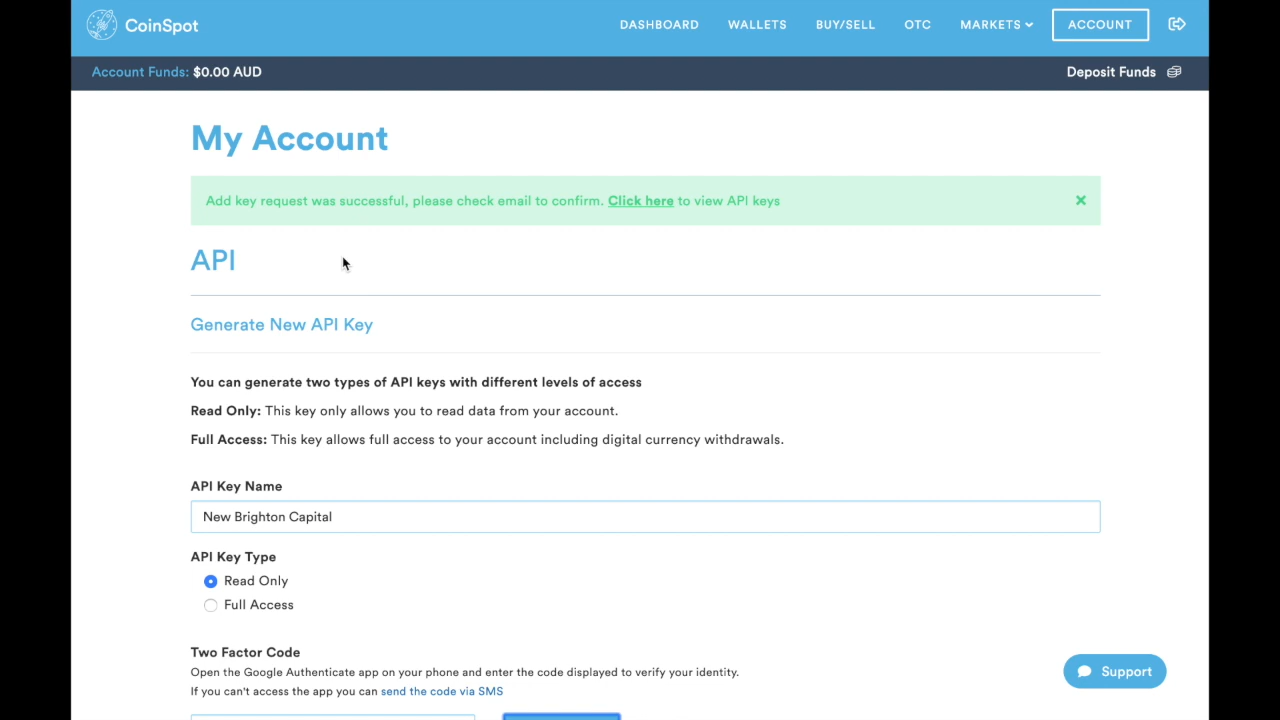 CoinSpot
DASHBOARD WALLETS BUY/SELL OTC MARKETS ACCOUNT
Account Funds: $0.00 AUD Deposit Funds
My Account
Add key request was successful, please check email to confirm. Click here to view API keys
API
Generate New API Key
You can generate two types of API keys with different levels of access
Read Only: This key only allows you to read data from your account.
Full Access: This key allows full access to your account including digital currency withdrawals.
API Key Name
New Brighton Capital
API Key Type
Read Only
Full Access
Two Factor Code
Open the Google Authenticate app on your phone and enter the code displayed to verify your identity.
If you can't access the app you can send the code via SMS
Support